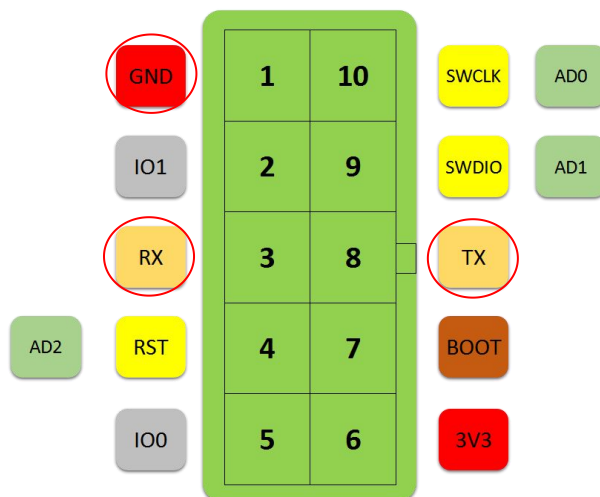 GND 1 10 SWCLK AD0
IO1 2 9 SWDIO AD1
RX 3 8 TX
AD2 RST 4 7 BOOT
IO0 5 6 3V3